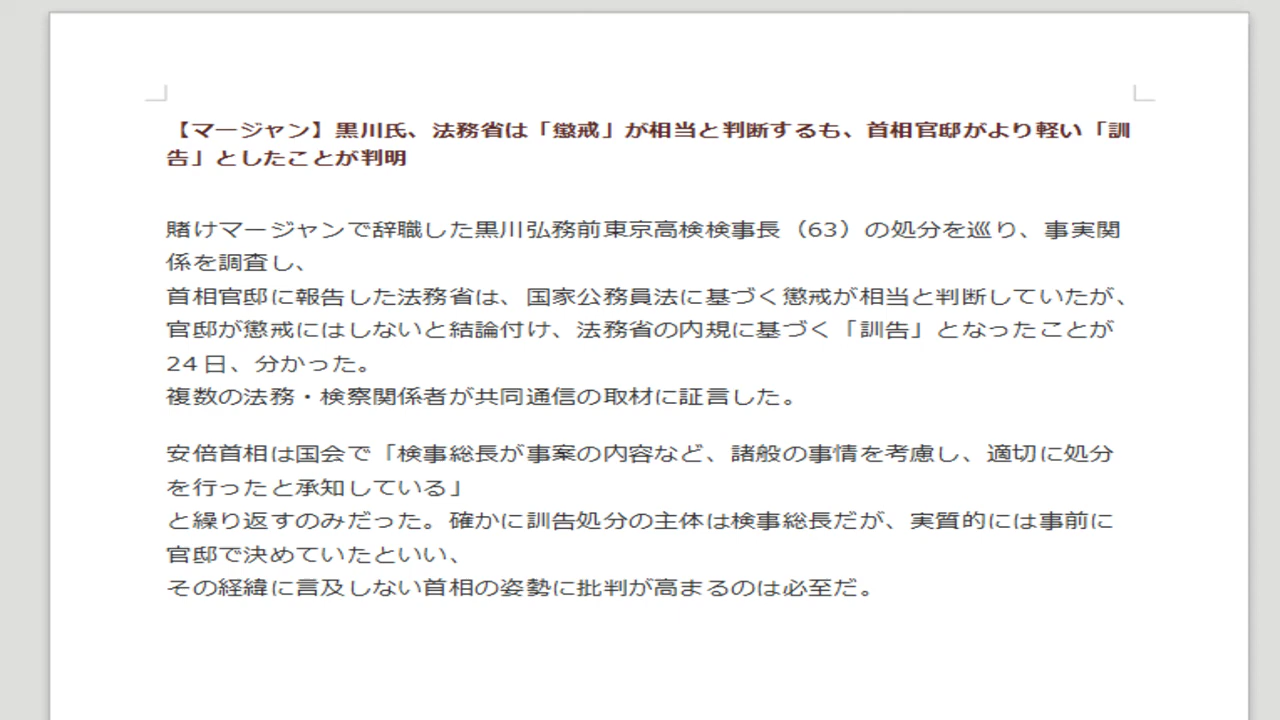 【マージャン】黒川氏、法務省は「懲戒」が相当と判断するも、首相官邸がより軽い「訓
告」としたことが判明
賭けマージャンで辞職した黒川弘務前東京高検検事長（63）の処分を巡り、事実関
係を調査し、
首相官邸に報告した法務省は、国家公務員法に基づく懲戒が相当と判断していたが、
官邸が懲戒にはしないと結論付け、法務省の内規に基づく「訓告」となったことが
24 日、分かった。
複数の法務・検察関係者が共同通信の取材に証言した。
安倍首相は国会で「検事総長が事案の内容など、諸般の事情を考慮し、適切に処分
を行ったと承知している」
と繰り返すのみだった。確かに訓告処分の主体は検事総長だが、実質的には事前に
官邸で決めていたといい、
その経緯に言及しない首相の姿勢に批判が高まるのは必至だ。